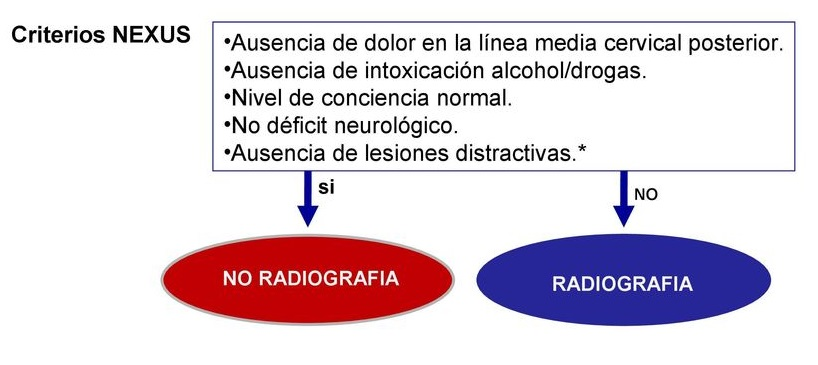 Criterios NEXUS
•Ausencia de dolor en la línea media cervical posterior.
•Ausencia de intoxicación alcohol/drogas.
•Nivel de conciencia normal.
•No déficit neurológico.
•Ausencia de lesiones distractivas.*
si
NO
NO RADIOGRAFIA
RADIOGRAFIA